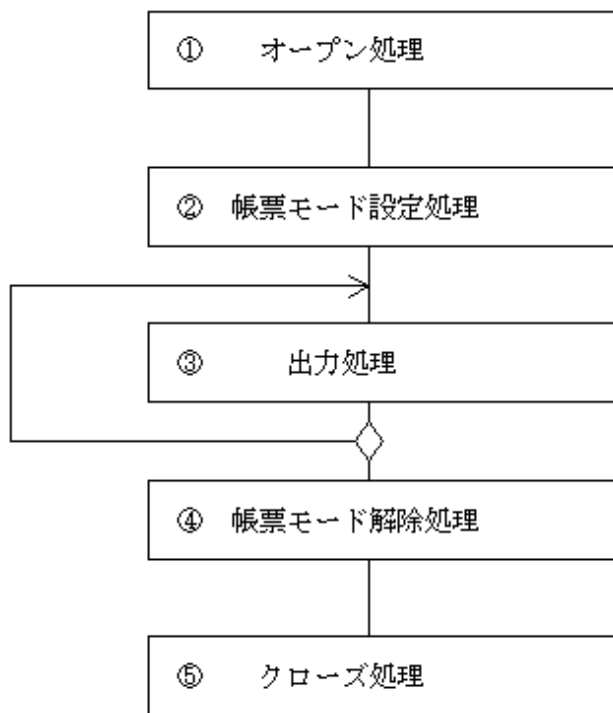 ① オープン処理
② 帳票モード設定処理
③ 出力処理
④ 帳票モード解除処理
⑤ クローズ処理